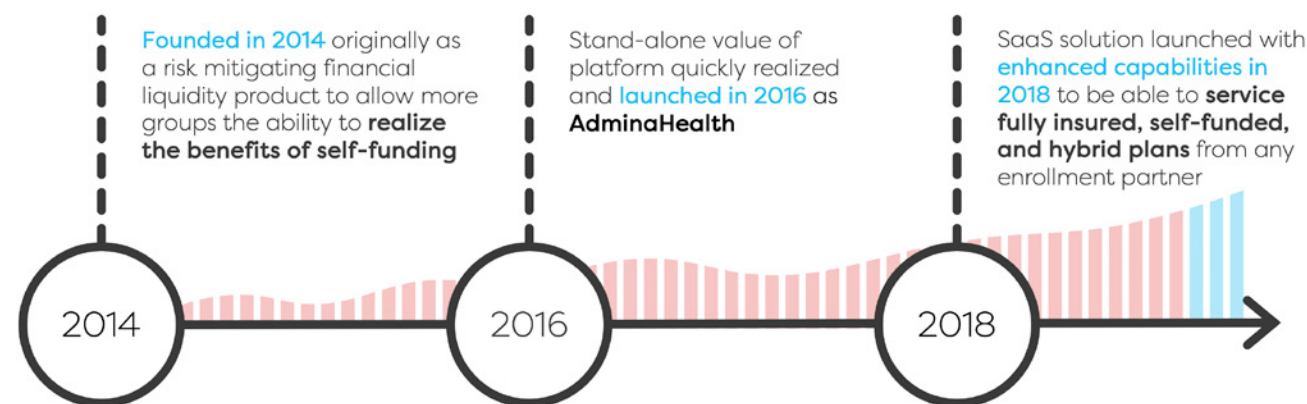 Founded in 2014 originally as
a risk mitigating financial
liquidity product to allow more
groups the ability to realize
the benefits of self-funding
Stand-alone value of
platform quickly realized
and launched in 2016 as
AdminaHealth
SaaS solution launched with
enhanced capabilities in
2018 to be able to service
fully insured, self-funded,
and hybrid plans from any
enrollment partner
2014
2016
2018